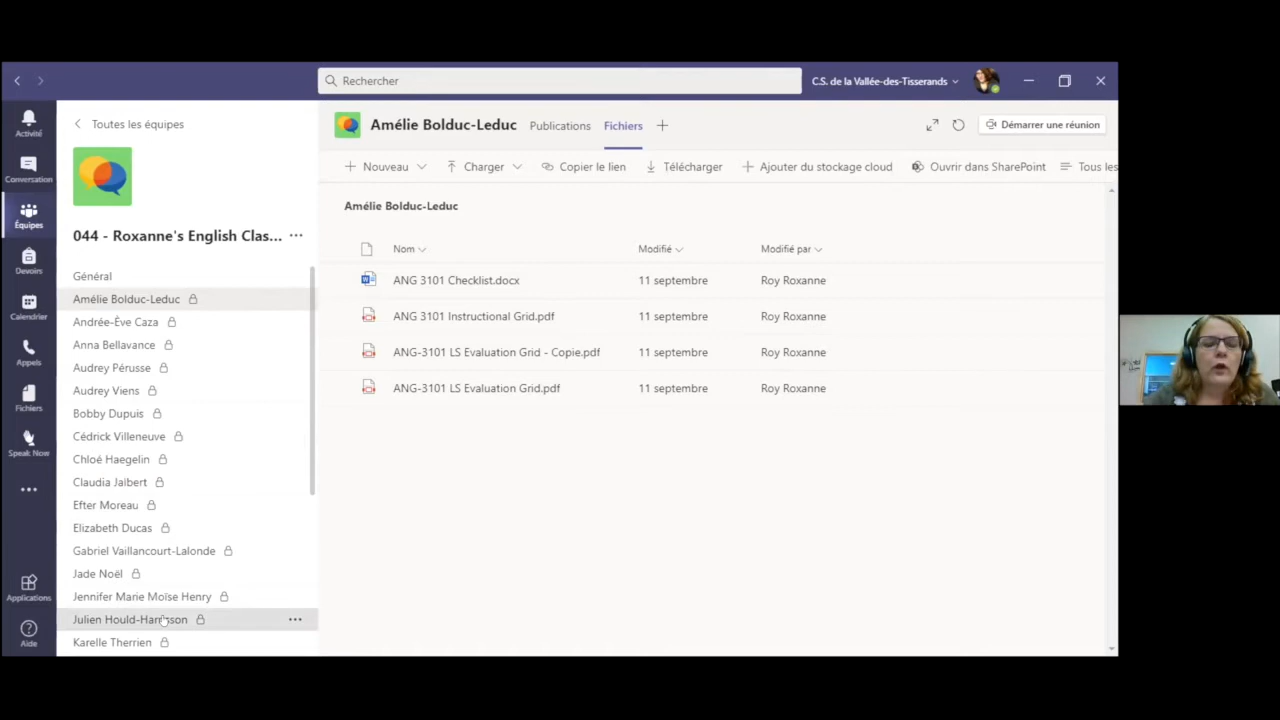 Rechercher
C.S. de la Vallée-des-Tisserands
Activité
Conversation
Équipes
Devoirs
Calendrier
Appels
Fichiers
Speak Now
Applications
Aide
Toutes les équipes
044 - Roxanne's English Clas...
Général
Amélie Bolduc-Leduc
Andrée-Ève Caza
Anna Bellavance
Audrey Pérusse
Audrey Viens
Bobby Dupuis
Cédrick Villeneuve
Chloé Haegelin
Claudia Jalbert
Efter Moreau
Elizabeth Ducas
Gabriel Vaillancourt-Lalonde
Jade Noël
Jennifer Marie Moïse Henry
Julien
Karelle Therrien
Amélie Bolduc-Leduc Publications Fichiers
Démarrer une réunion
Nouveau Charger Copier le lien Télécharger Ajouter du stockage cloud Ouvrir dans SharePoint Tous les
Amélie Bolduc-Leduc
Nom Modifié Modifié par
ANG 3101 Checklist.docx 11 septembre Roy Roxanne
ANG 3101 Instructional Grid.pdf 11 septembre Roy Roxanne
ANG-3101 LS Evaluation Grid - Copie.pdf 11 septembre Roy Roxanne
ANG-3101 LS Evaluation Grid.pdf 11 septembre Roy Roxanne